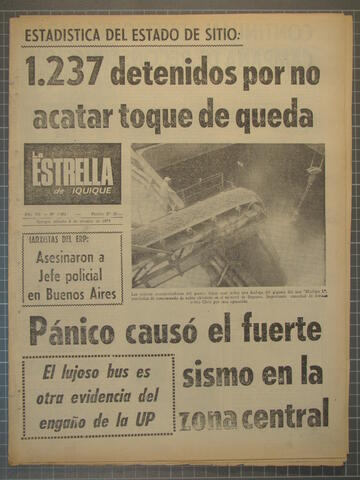 ESTADISTICA DEL ESTADO DE SITIO:
1.237 detenidos por no
acatar toque de queda
La
ESTRELLA
de IQUIQUE
MARXISTAS DEL ERP:
Asesinaron a
Jefe policial
en Buenos Aires
Pánico causó el fuerte
sismo en la
zona central
El lujoso bus es
otra evidencia del
engaño de la UP